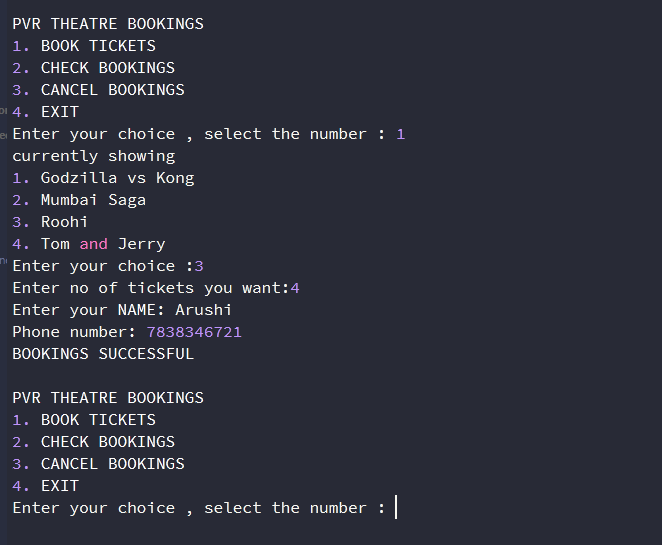 PVR THEATRE BOOKINGS
1. BOOK TICKETS
2. CHECK BOOKINGS
3. CANCEL BOOKINGS
4. EXIT
Enter your choice , select the number : 1
currently showing
1. Godzilla vs Kong
2. Mumbai Saga
3. Roohi
4. Tom and Jerry
Enter your choice :3
Enter no of tickets you want:4
Enter your NAME: Arushi
Phone number: 7838346721
BOOKINGS SUCCESSFUL
PVR THEATRE BOOKINGS
1. BOOK TICKETS
2. CHECK BOOKINGS
3. CANCEL BOOKINGS
4. EXIT
Enter your choice , select the number :